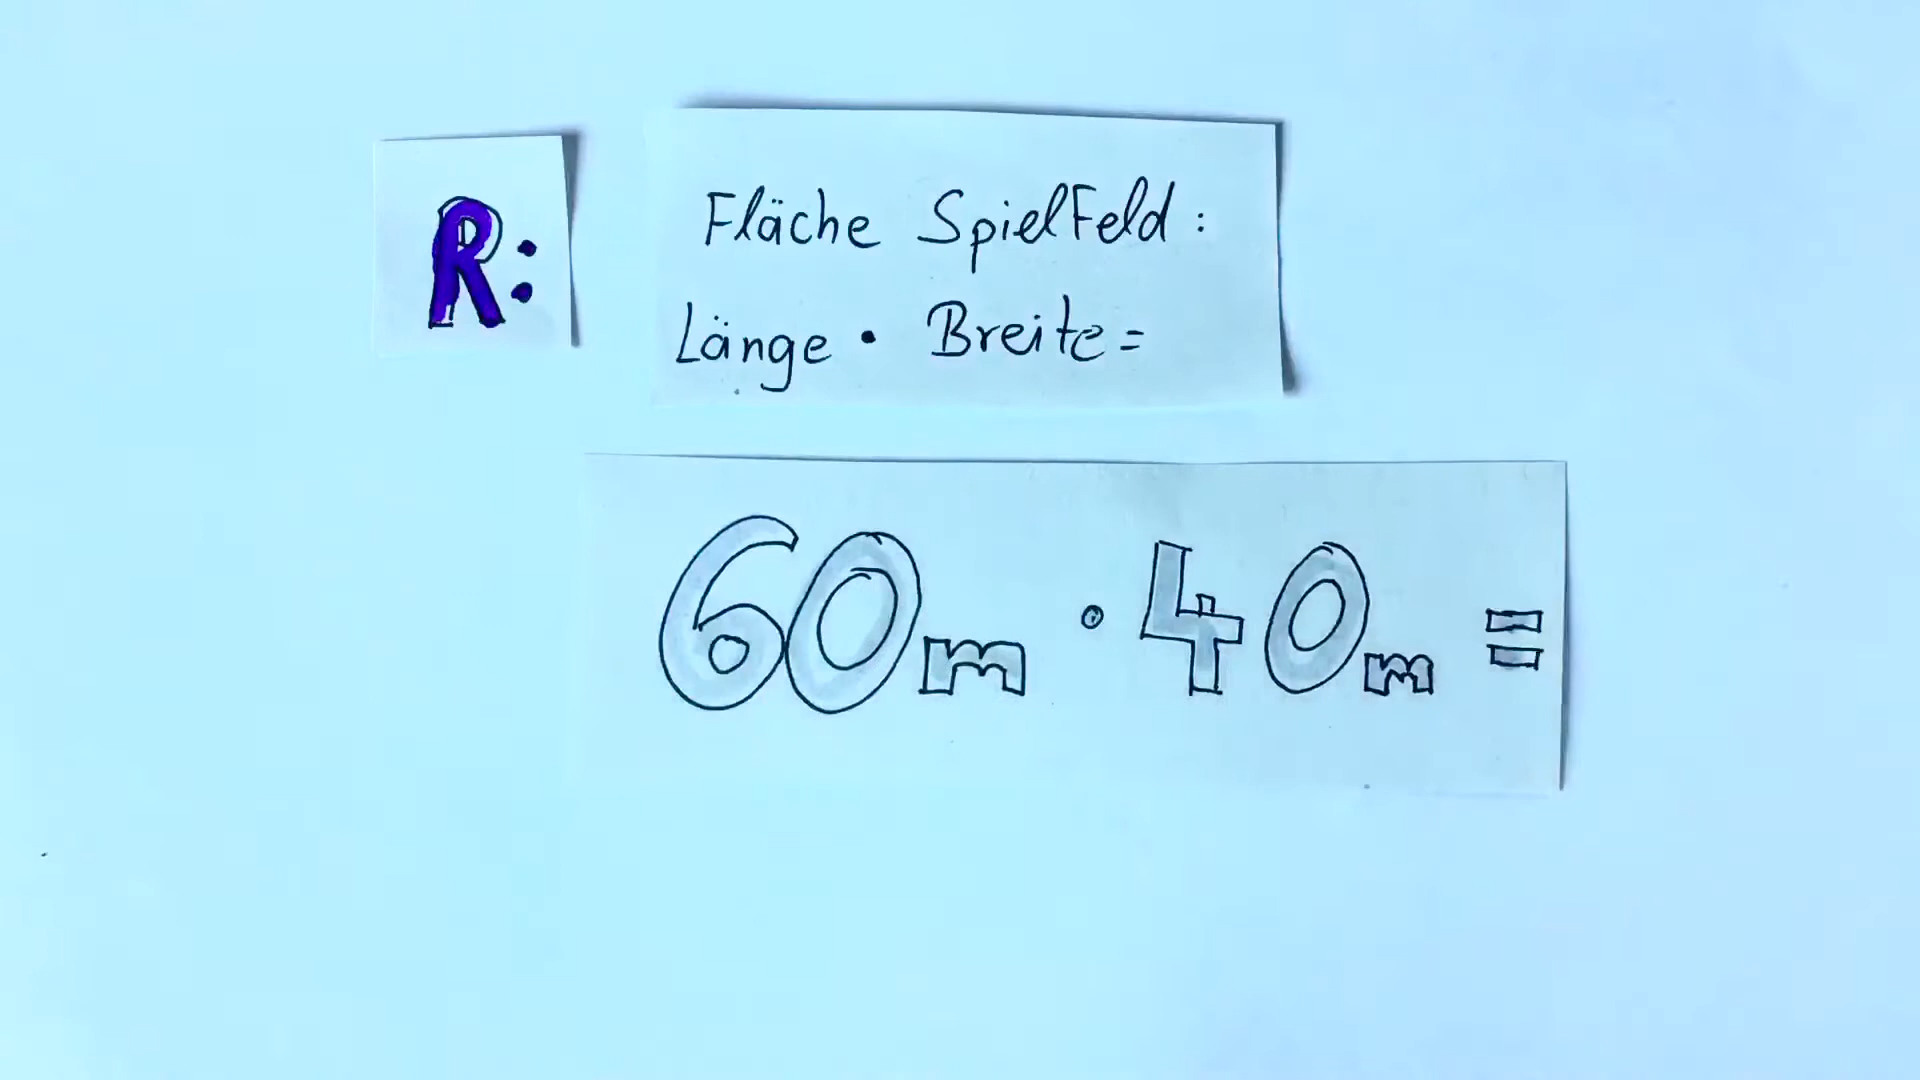 R:
Fläche Spielfeld:
Länge · Breite =
60m · 40m =